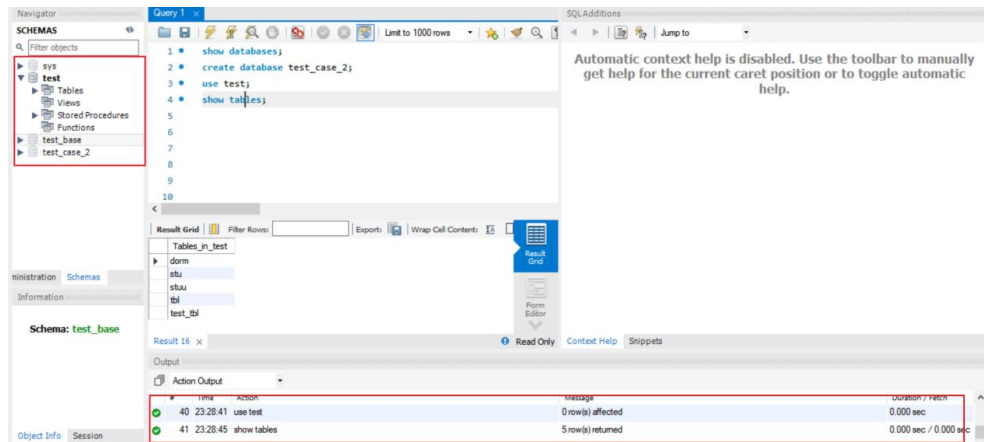 Navigator
SCHEMAS
Filter objects
sys
test
Tables
Views
Stored Procedures
Functions
test_base
test_case_2
ministration Schemas
Information
Schema: test_base
Object Info Session
Query 1
Limit to 1000 rows
1 show databases;
2 create database test_case_2;
3 use test;
4 show tables;
5
6
7
8
9
10
Result Grid Filter Rows: Export: Wrap Cell Content:
Tables_in_test
dorm
stu
stuu
tbl
test_tbl
Result Grid
Form Editor
Result 16 Read Only
SQLAdditions
Jump to
Automatic context help is disabled. Use the toolbar to manually
get help for the current caret position or to toggle automatic
help.
Context Help Snippets
Output
Action Output
# Time Action Message Duration / Fetch
40 23:28:41 use test 0 row(s) affected 0.000 sec
41 23:28:45 show tables 5 row(s) returned 0.000 sec / 0.000 sec